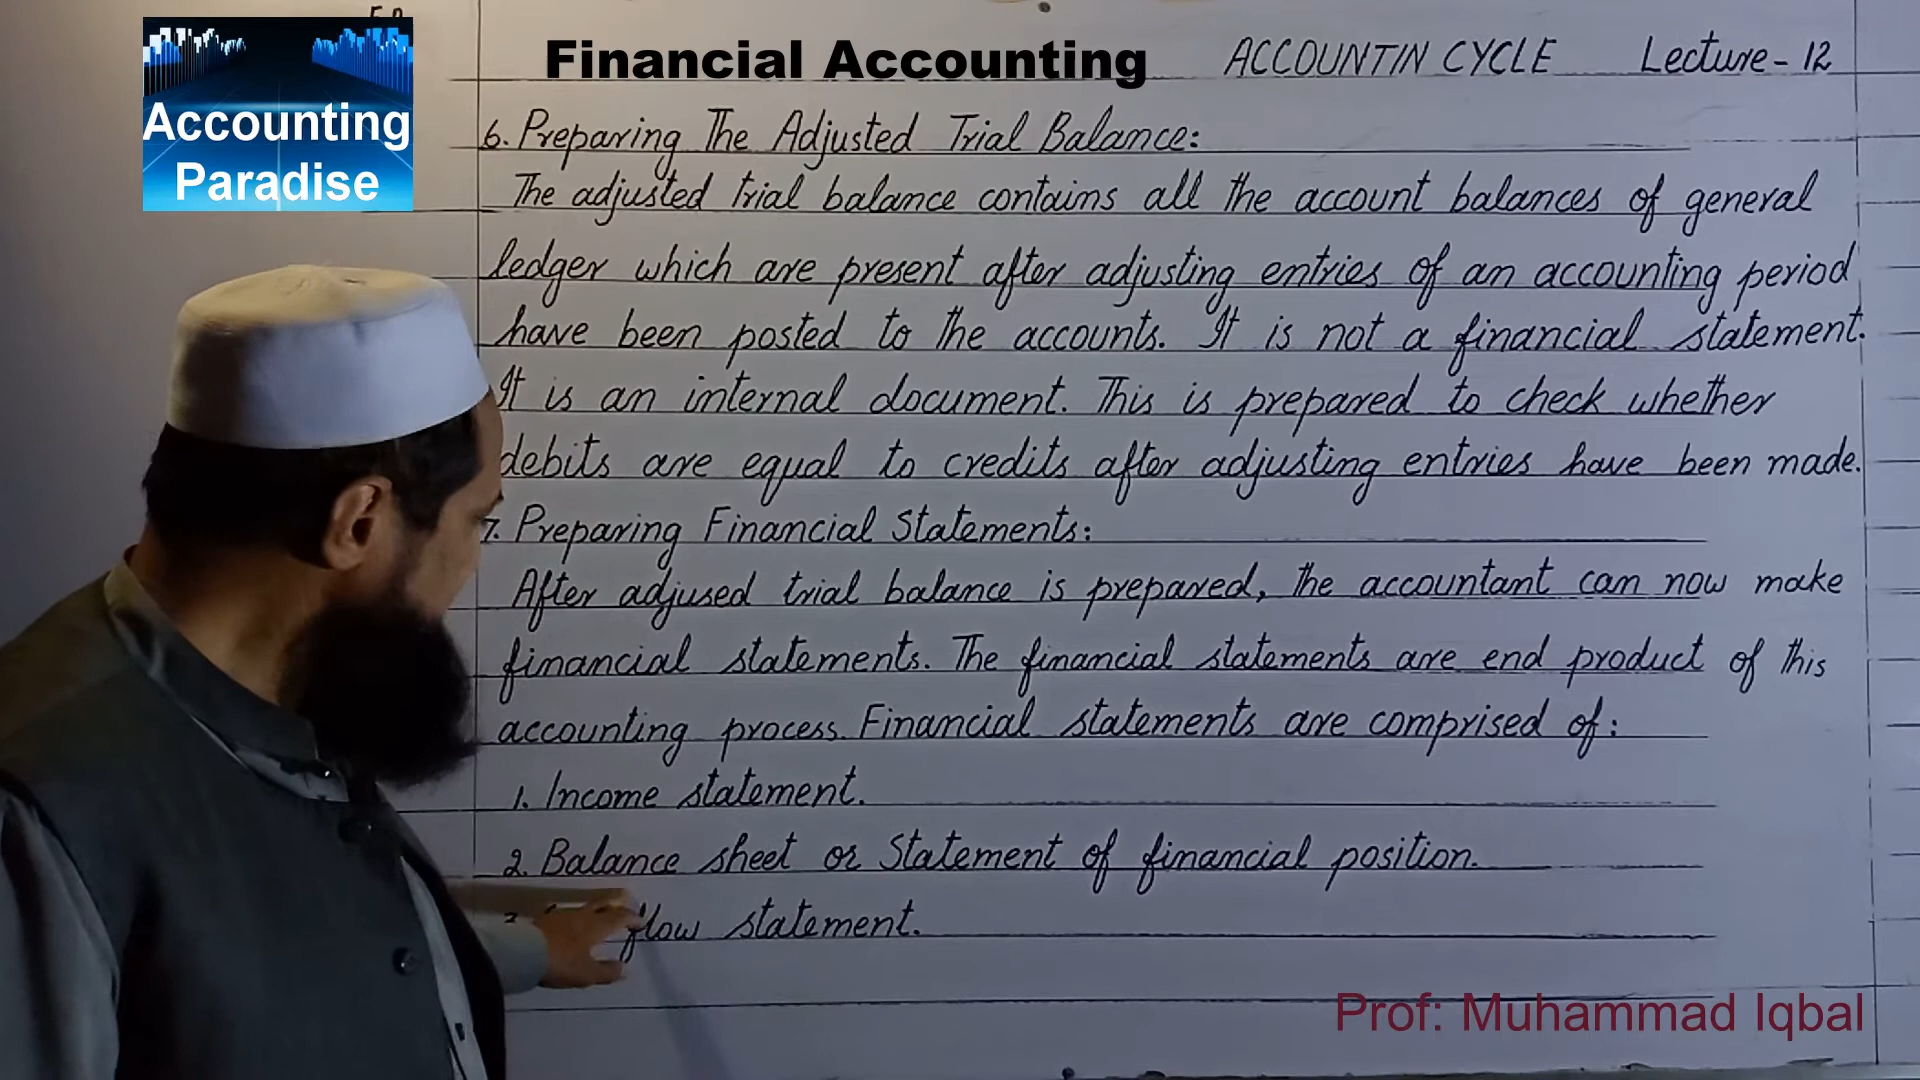 Accounting
Paradise
Financial Accounting ACCOUNTIN CYCLE Lecture - 12
6. Preparing The Adjusted Trial Balance:
The adjusted trial balance contains all the account balances of general
ledger which are present after adjusting entries of an accounting period
have been posted to the accounts. It is not a financial statement.
It is an internal document. This is prepared to check whether
debits are equal to credits after adjusting entries have been made.
7. Preparing Financial Statements:
After adjused trial balance is prepared, the accountant can now make
financial statements. The financial statements are end product of this
accounting process. Financial statements are comprised of:
1. Income statement.
2. Balance sheet or Statement of financial position.
flow statement.
Prof: Muhammad Iqbal